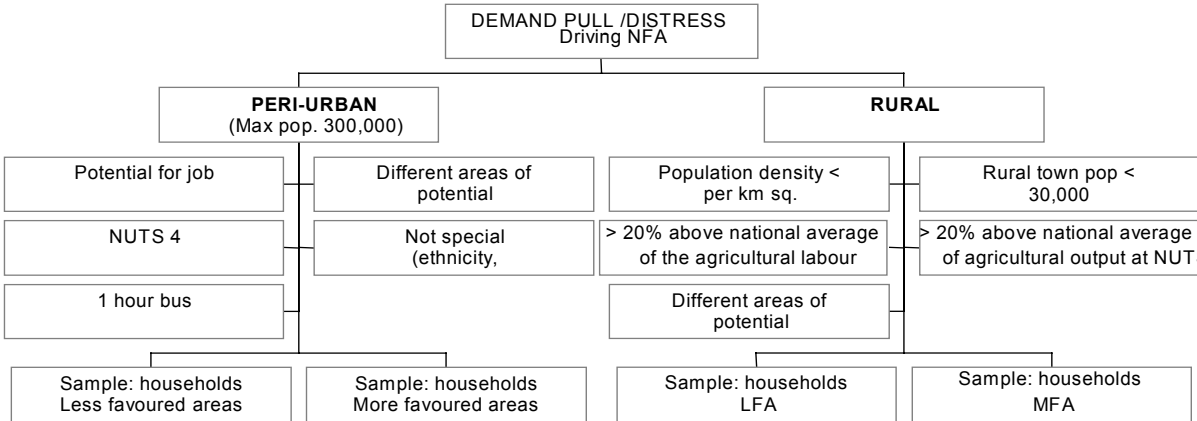 DEMAND PULL /DISTRESS
Driving NFA
PERI-URBAN
(Max pop. 300,000)
RURAL
Potential for job
Different areas of
potential
Population density <
per km sq.
Rural town pop <
30,000
NUTS 4
Not special
(ethnicity,
> 20% above national average
of the agricultural labour
> 20% above national average
of agricultural output at NUT
1 hour bus
Different areas of
potential
Sample: households
Less favoured areas
Sample: households
More favoured areas
Sample: households
LFA
Sample: households
MFA